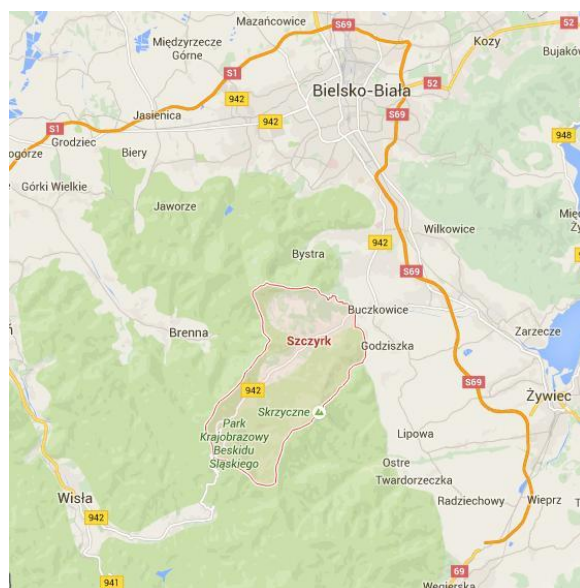 Mazańcowice
S69
52
Kozy
Międzyrzecze
Górne
Bujaków
S1
52
Bielsko-Biała
942
S69
948
Jasienica
942
S1
Grodziec
Biery
ogórze
Górki Wielkie
Jaworze
Wilkowice
942
Bystra
S69
Buczkowice
Szczyrk
Zarzecze
Brenna
Godziszka
S69
942
Żywiec
Skrzyczne
Park
Krajobrazowy
Beskidu
Śląskiego
Lipowa
Ostre
Twardorzeczka
Wisła
Radziechowy
Wieprz
942
69
941
Węgierska